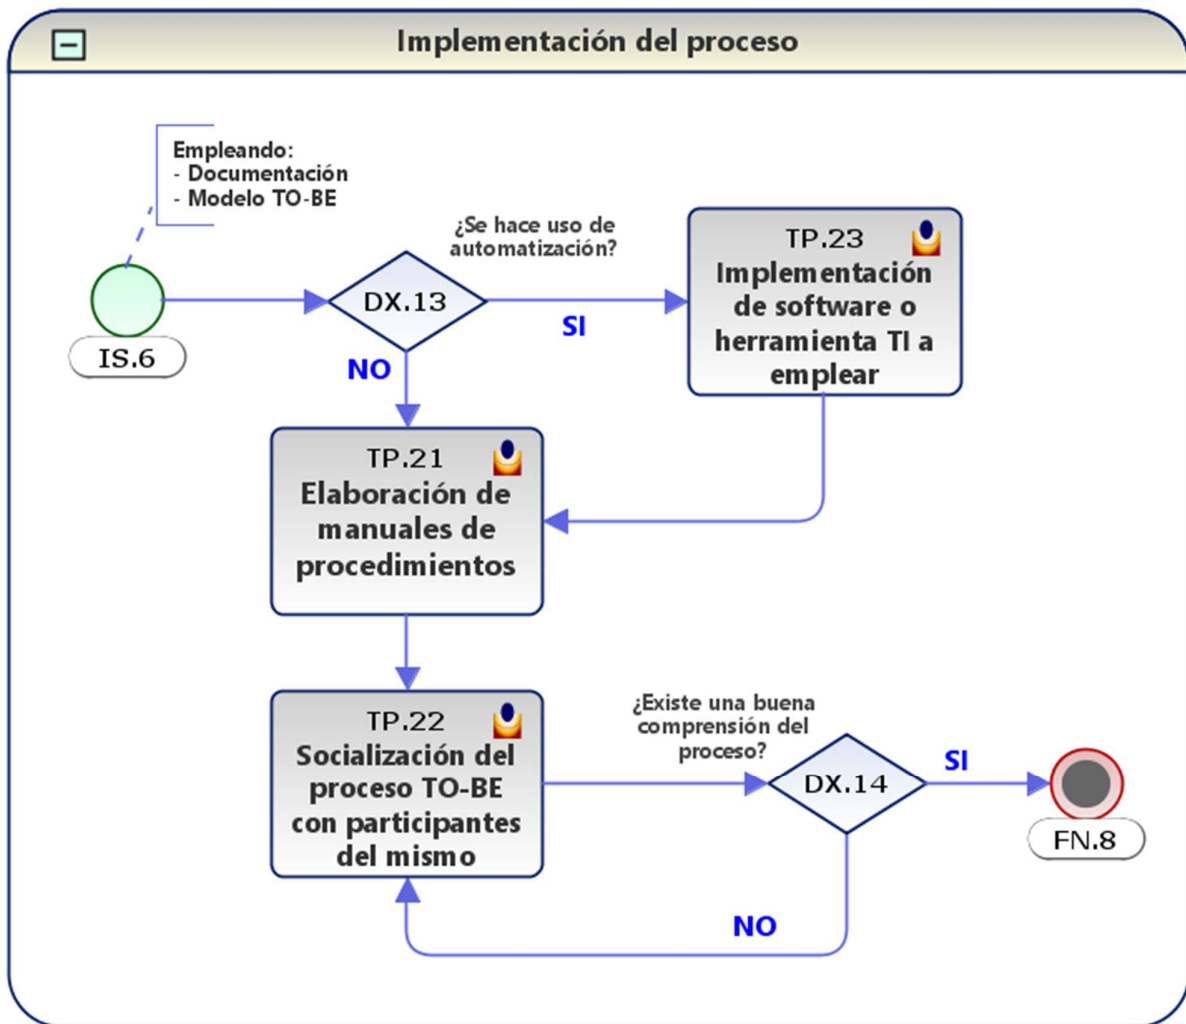 Implementación del proceso
Empleando:
- Documentación
- Modelo TO-BE
IS.6
DX.13
¿Se hace uso de
automatización?
SI
NO
TP.23
Implementación
de software o
herramienta TI a
emplear
TP.21
Elaboración de
manuales de
procedimientos
TP.22
Socialización del
proceso TO-BE
con participantes
del mismo
¿Existe una buena
comprensión del
proceso?
DX.14
SI
NO
FN.8